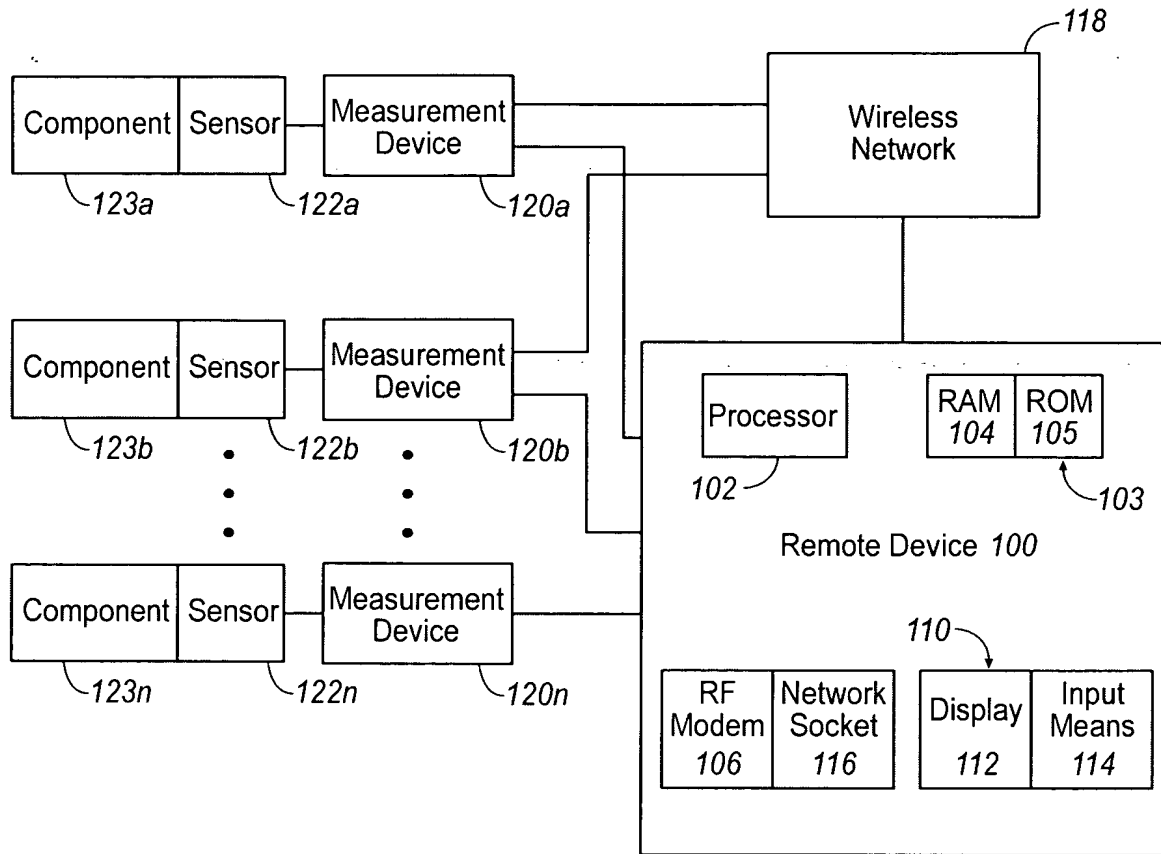 118
Component Sensor Measurement Device
Wireless Network
123a 122a 120a
Component Sensor Measurement Device
123b 122b 120b
Processor
102
RAM 104 ROM 105
103
Remote Device 100
Component Sensor Measurement Device
123n 122n 120n
110
RF Modem 106
Network Socket 116
Display 112
Input Means 114